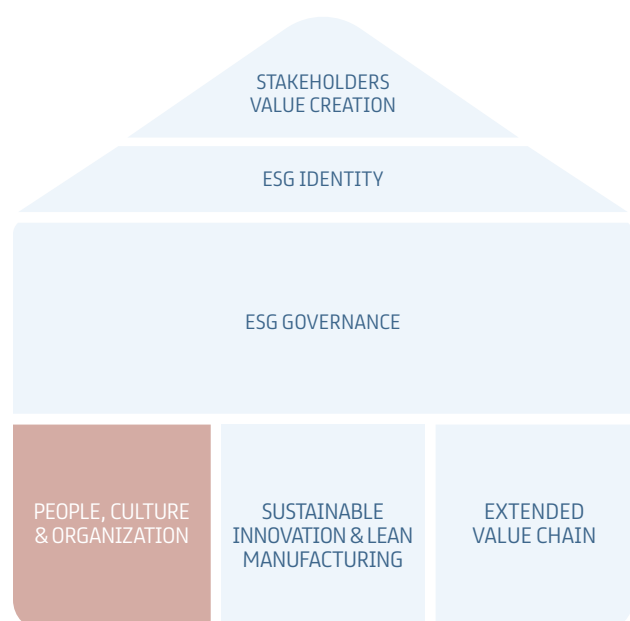 STAKEHOLDERS
VALUE CREATION
ESG IDENTITY
ESG GOVERNANCE
PEOPLE, CULTURE
& ORGANIZATION
SUSTAINABLE
INNOVATION & LEAN
MANUFACTURING
EXTENDED
VALUE CHAIN